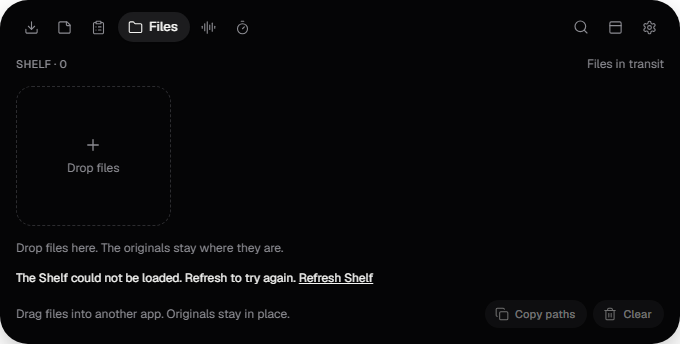 Files
SHELF · 0
Files in transit
Drop files
Drop files here. The originals stay where they are.
The Shelf could not be loaded. Refresh to try again. Refresh Shelf
Drag files into another app. Originals stay in place.
Copy paths
Clear